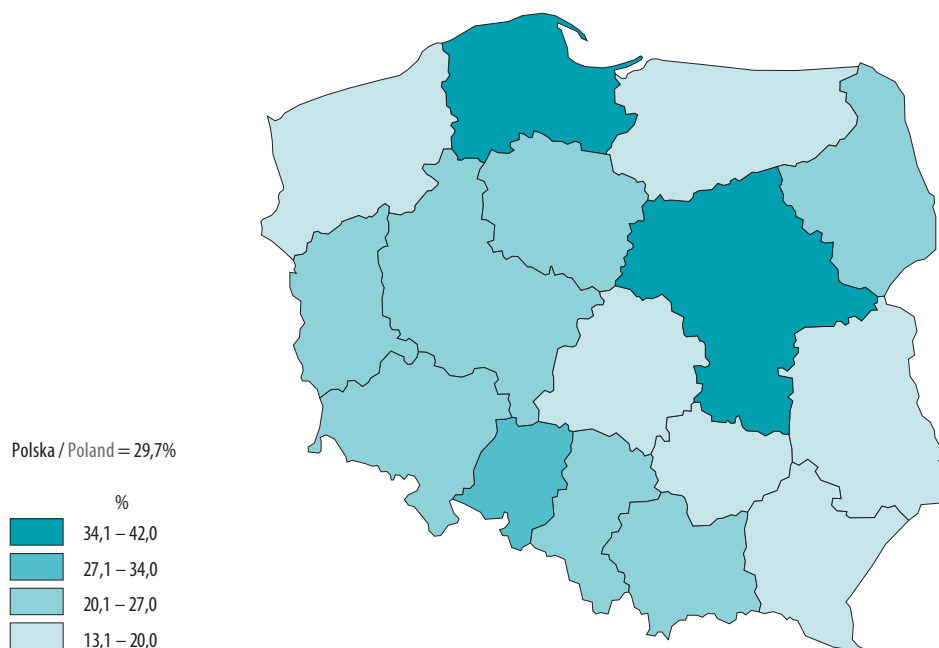 Polska / Poland = 29,7%
%
34,1 – 42,0
27,1 – 34,0
20,1 – 27,0
13,1 – 20,0